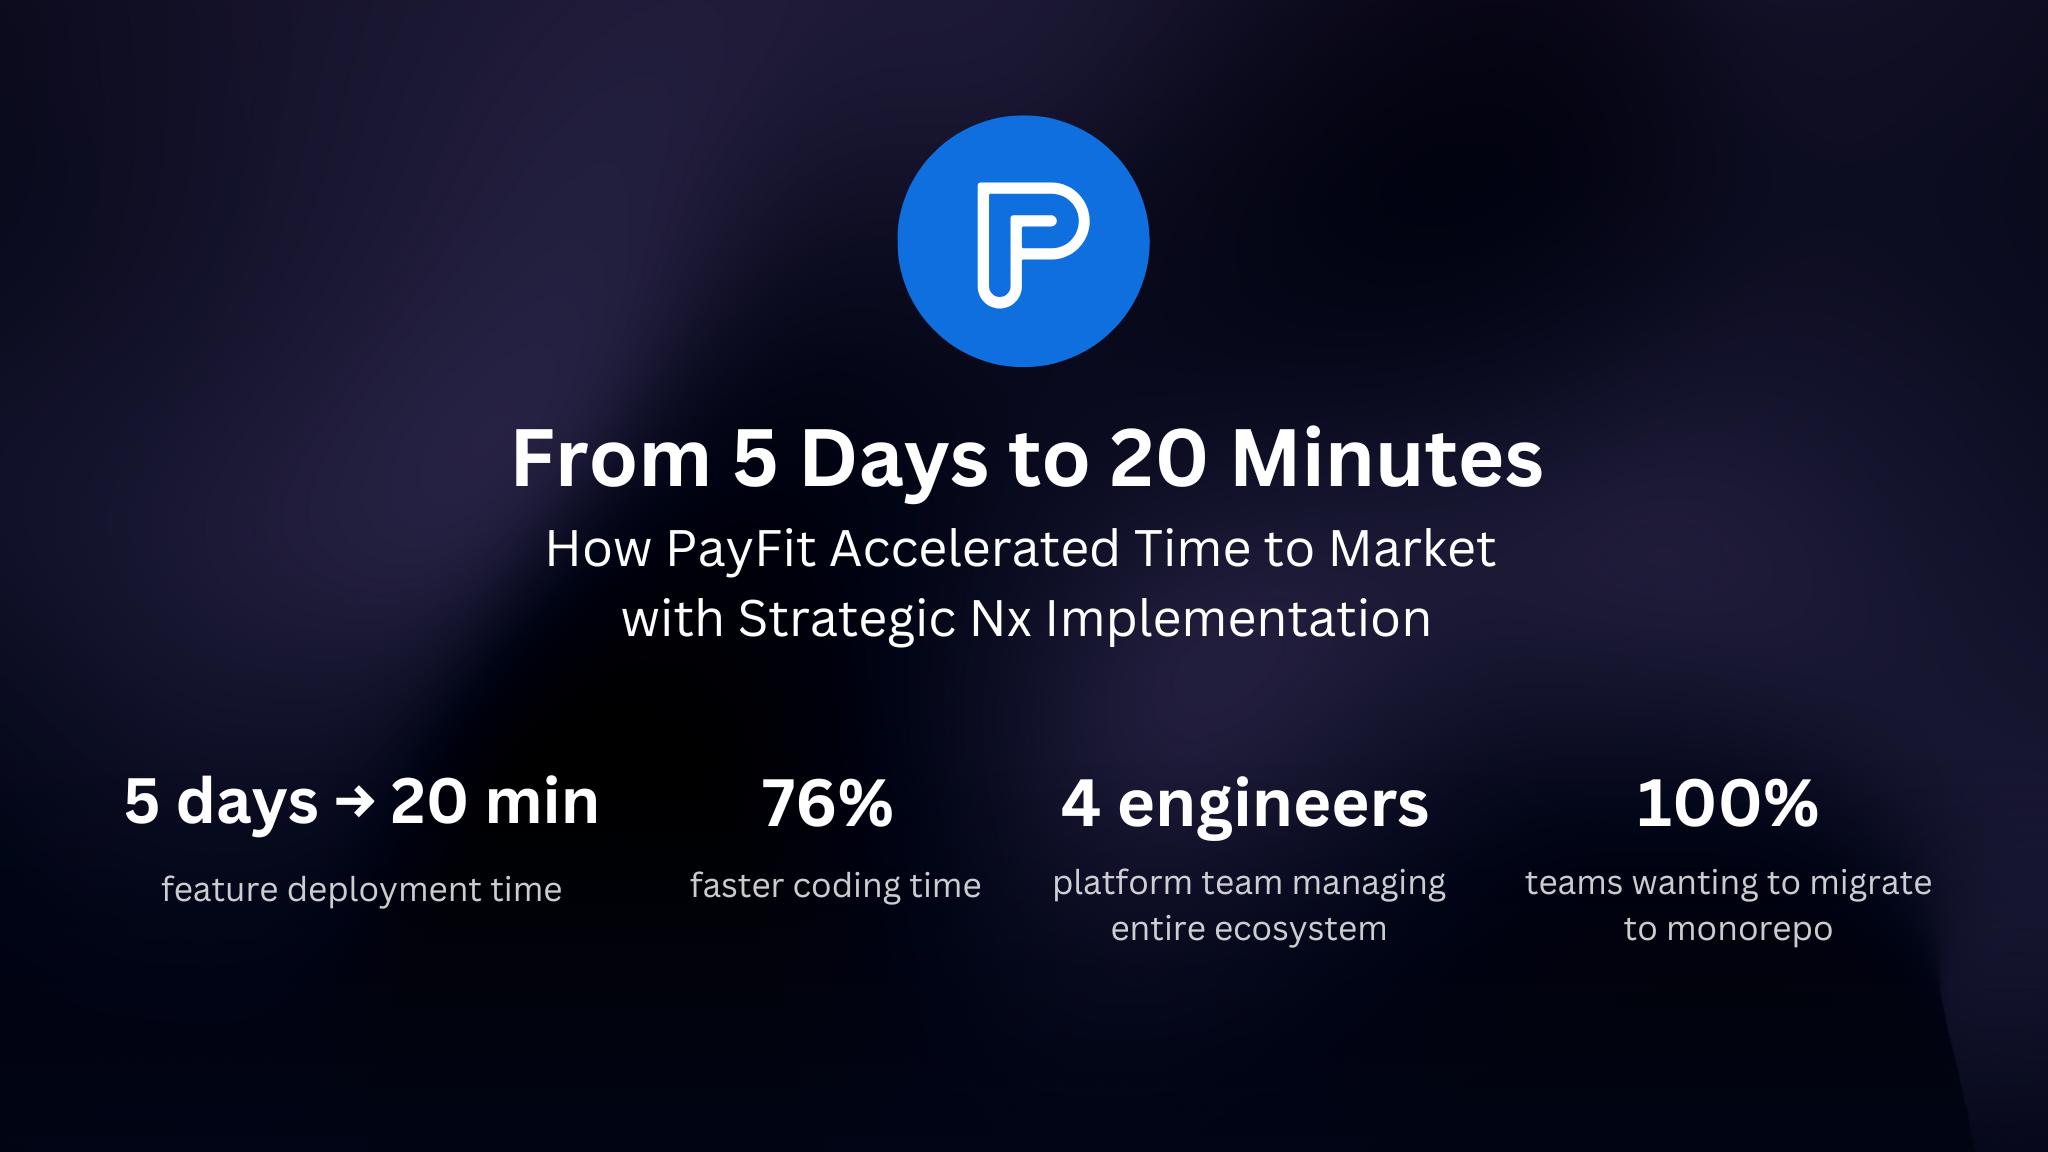 From 5 Days to 20 Minutes
How PayFit Accelerated Time to Market
with Strategic Nx Implementation
5 days → 20 min
feature deployment time
76%
faster coding time
4 engineers
platform team managing
entire ecosystem
100%
teams wanting to migrate
to monorepo